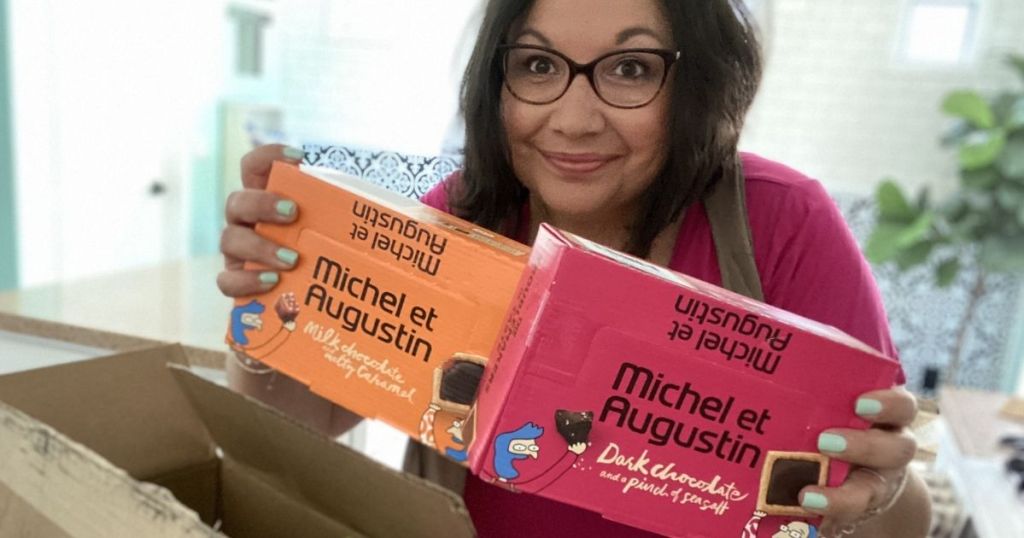 Michel et
Augustin
Michel et
Augustin
Milk chocolate
melty caramel
Michel et
Augustin
Michel et
Augustin
Dark chocolate
and a pinch of sea salt